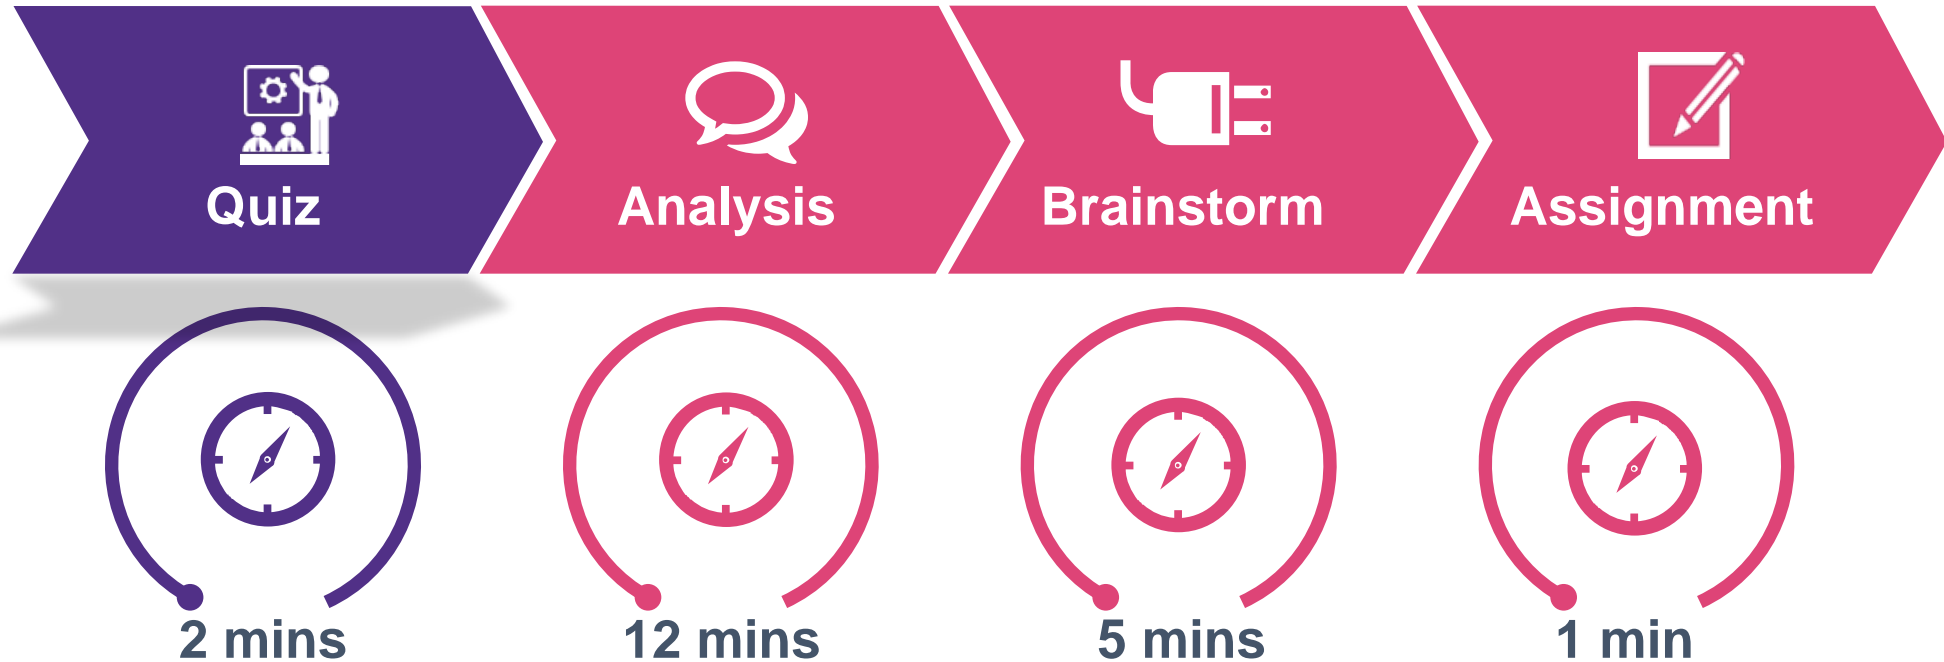 Quiz
Analysis
Brainstorm
Assignment
2 mins
12 mins
5 mins
1 min